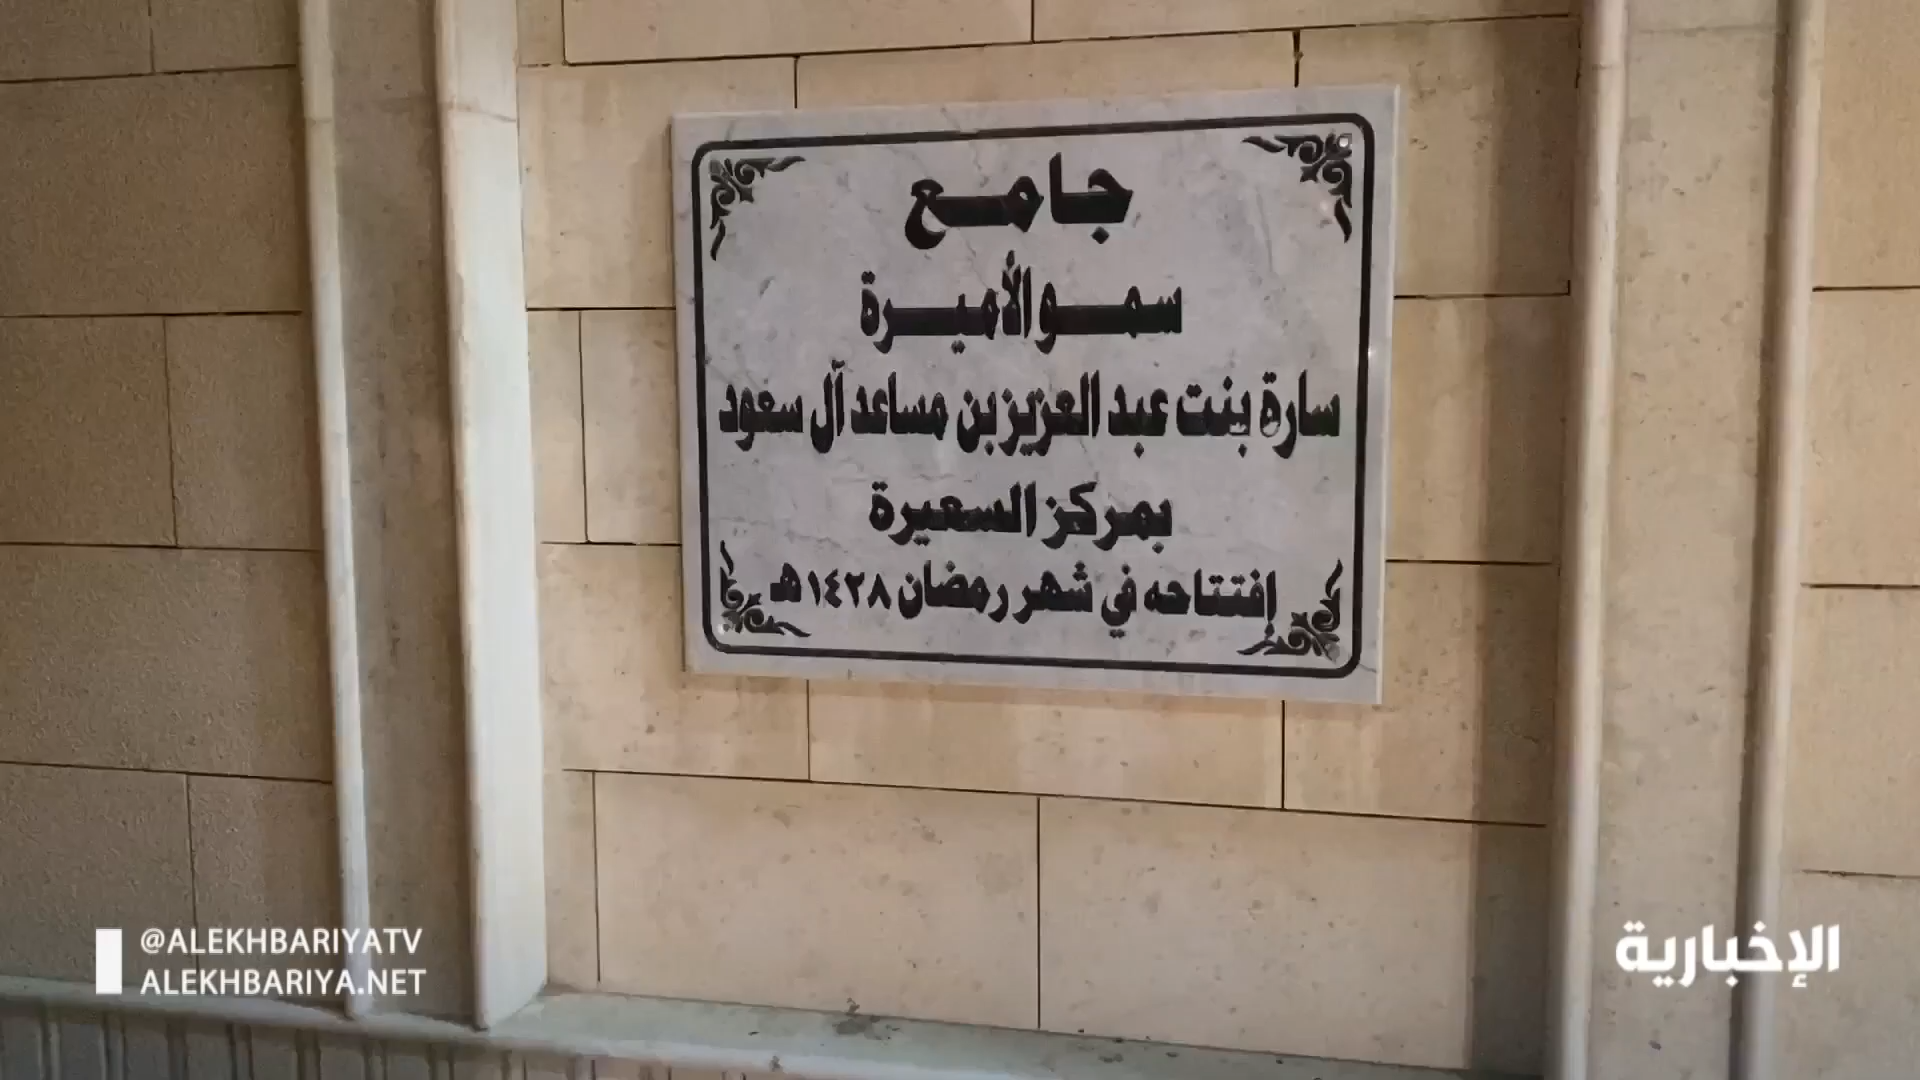 جامع
سمو الأميرة
سارة بنت عبد العزيز بن مساعد آل سعود
بمركز السعيرة
إفتتاحه في شهر رمضان ١٤٢٨هـ
@ALEKHBARIYATV
ALEKHBARIYA.NET
الإخبارية